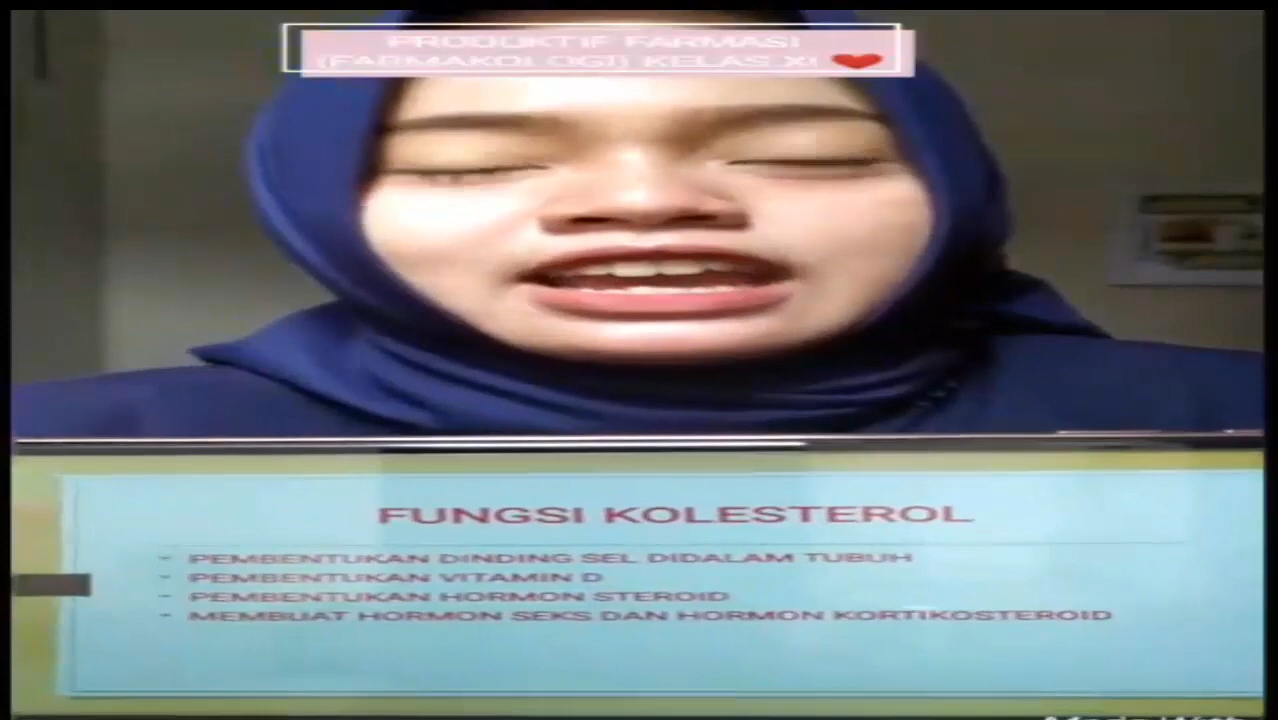 PRODUKTIF FARMASI
(FARMAKOLOGI) KELAS XI
FUNGSI KOLESTEROL
- PEMBENTUKAN DINDING SEL DIDALAM TUBUH
- PEMBENTUKAN VITAMIN D
- PEMBENTUKAN HORMON STEROID
- MEMBUAT HORMON SEKS DAN HORMON KORTIKOSTEROID